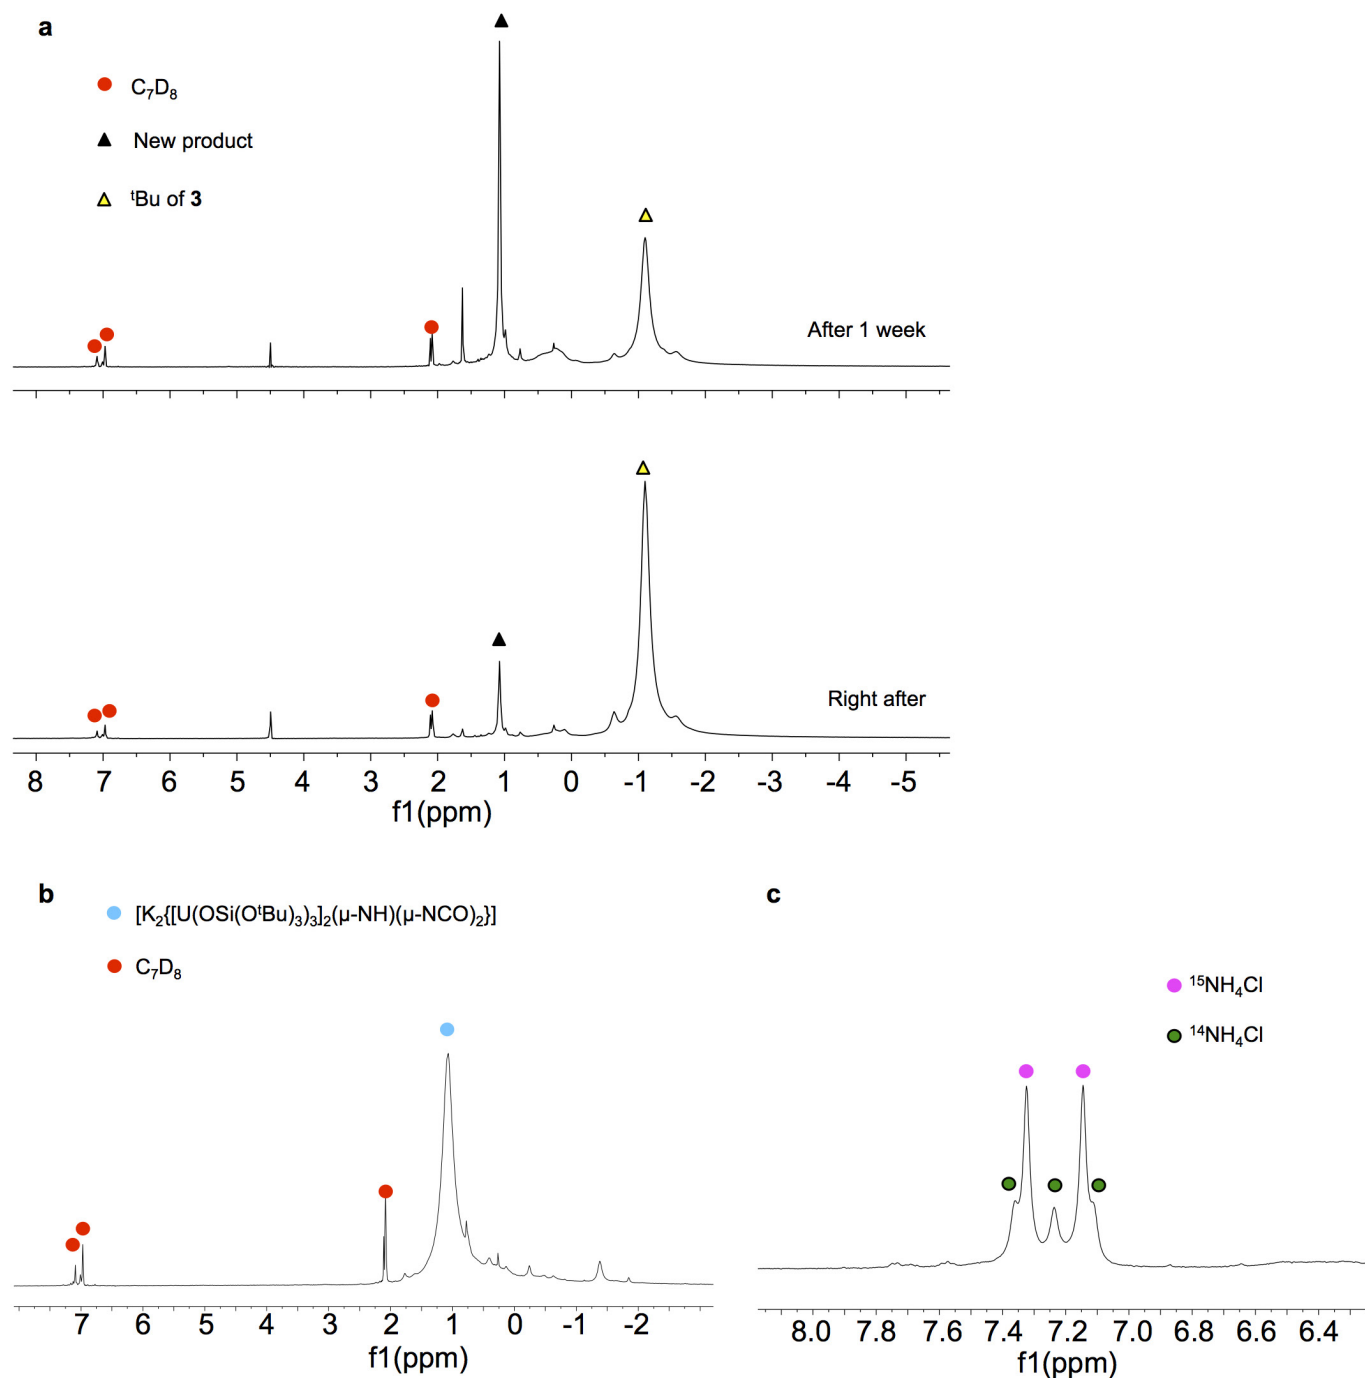 a
C₇D₈
New product
ᵗBu of 3
After 1 week
Right after
8 7 6 5 4 3 2 1 0 -1 -2 -3 -4 -5
f1(ppm)
b
[K₂{[U(OSi(OᵗBu)₃)₃]₂(μ-NH)(μ-NCO)₂}]
C₇D₈
7 6 5 4 3 2 1 0 -1 -2
f1(ppm)
c
¹⁵NH₄Cl
¹⁴NH₄Cl
8.0 7.8 7.6 7.4 7.2 7.0 6.8 6.6 6.4
f1(ppm)